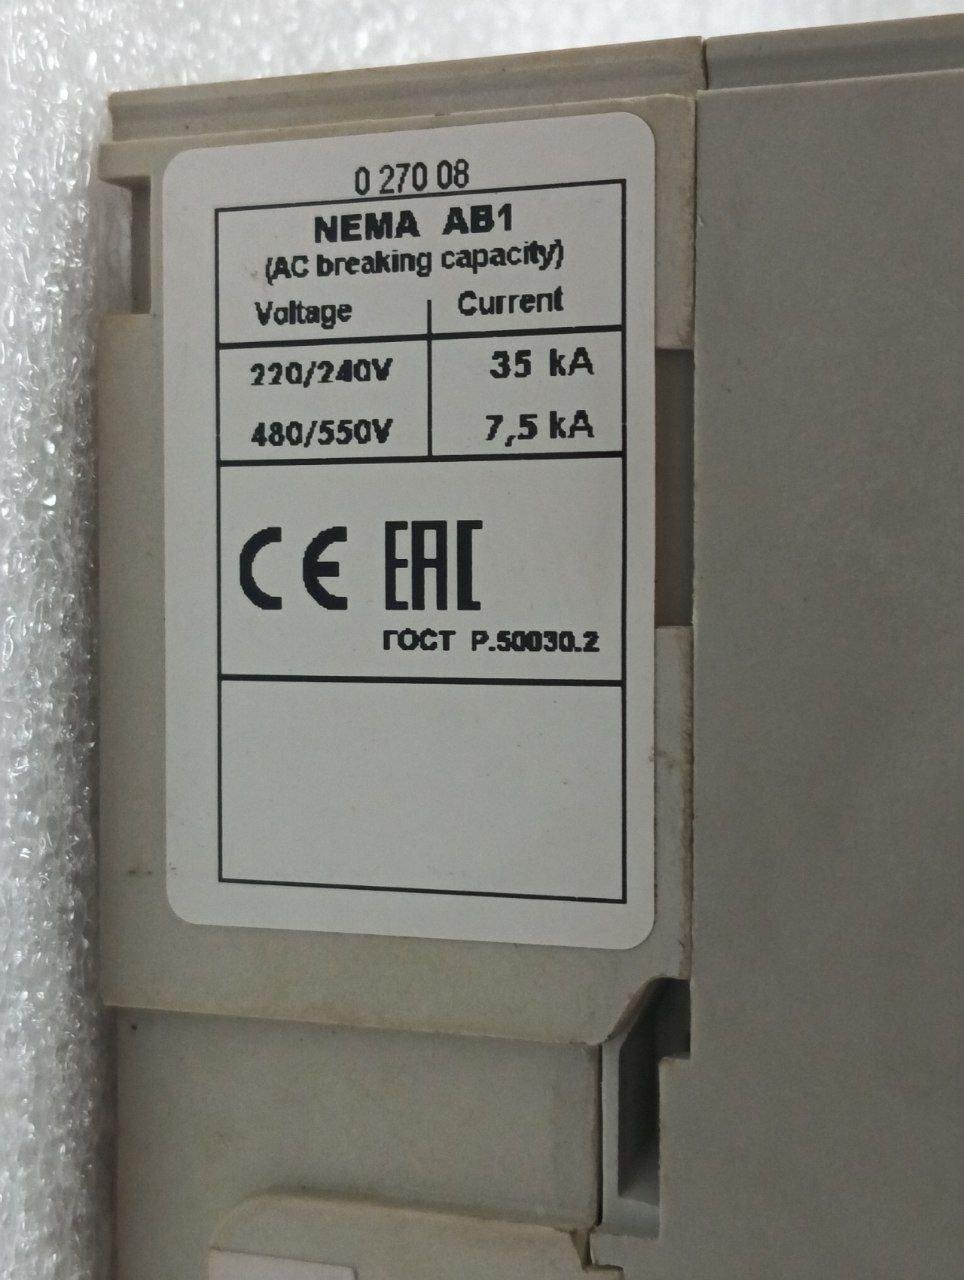 0 270 08
NEMA AB1
(AC breaking capacity)
Voltage Current
220/240V 35 kA
480/550V 7,5 kA
CE EAC
ГОСТ Р.50030.2